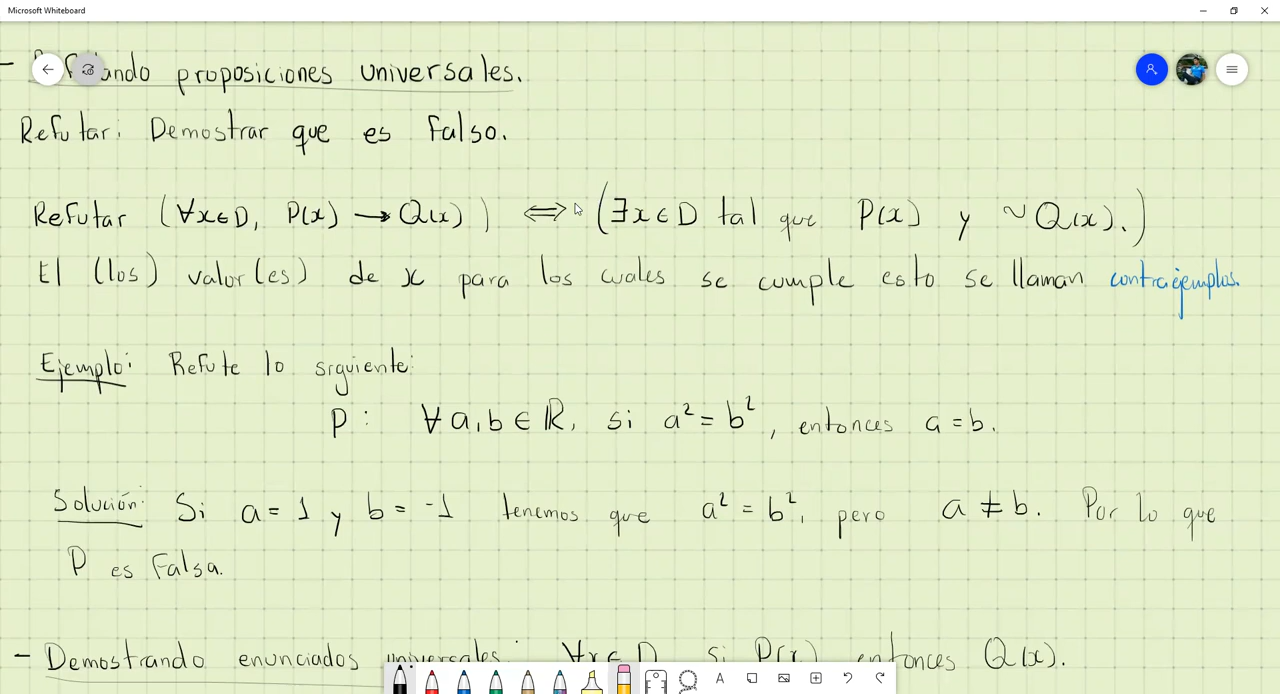 Microsoft Whiteboard
- ando proposiciones universales.
Refutar: Demostrar que es Falso.
Refutar (∀x∈D, P(x) → Q(x)) ⟺ (∃x∈D tal que P(x) y ~Q(x).)
El (los) valor(es) de x para los cuales se cumple esto se llaman contraejemplos.
Ejemplo: Refute lo siguiente:
P: ∀a,b∈ℝ, si a² = b², entonces a = b.
Solución: Si a = 1 y b = -1 tenemos que a² = b², pero a ≠ b. Por lo que
P es Falsa.
- Demostrando enunciados universales: ∀x∈D, si P(x) entonces Q(x).
A